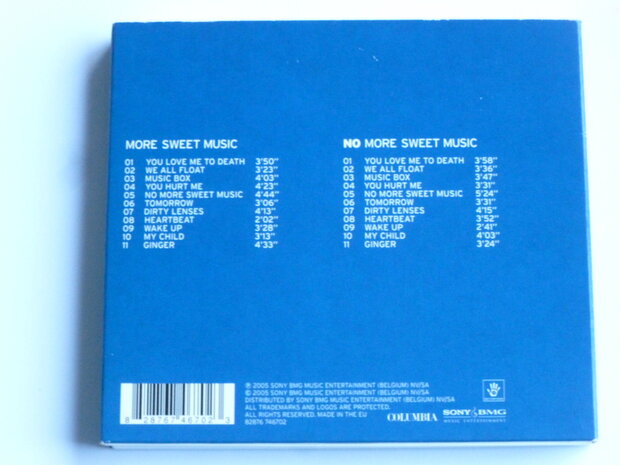 MORE SWEET MUSIC
01 YOU LOVE ME TO DEATH 3'50"
02 WE ALL FLOAT 3'23"
03 MUSIC BOX 4'03"
04 YOU HURT ME 4'23"
05 NO MORE SWEET MUSIC 4'44"
06 TOMORROW 3'06"
07 DIRTY LENSES 4'13"
08 HEARTBEAT 2'02"
09 WAKE UP 3'28"
10 MY CHILD 3'13"
11 GINGER 4'33"
NO MORE SWEET MUSIC
01 YOU LOVE ME TO DEATH 3'58"
02 WE ALL FLOAT 3'36"
03 MUSIC BOX 3'47"
04 YOU HURT ME 3'31"
05 NO MORE SWEET MUSIC 5'24"
06 TOMORROW 3'31"
07 DIRTY LENSES 4'15"
08 HEARTBEAT 3'52"
09 WAKE UP 2'41"
10 MY CHILD 4'03"
11 GINGER 3'24"
8 28767 46702 3
℗ 2005 SONY BMG MUSIC ENTERTAINMENT (BELGIUM) NV/SA
© 2005 SONY BMG MUSIC ENTERTAINMENT (BELGIUM) NV/SA
DISTRIBUTED BY SONY BMG MUSIC ENTERTAINMENT (BELGIUM) NV/SA
ALL TRADEMARKS AND LOGOS ARE PROTECTED.
ALL RIGHTS RESERVED. MADE IN THE EU
82876 746702
COLUMBIA
SONY BMG
MUSIC ENTERTAINMENT